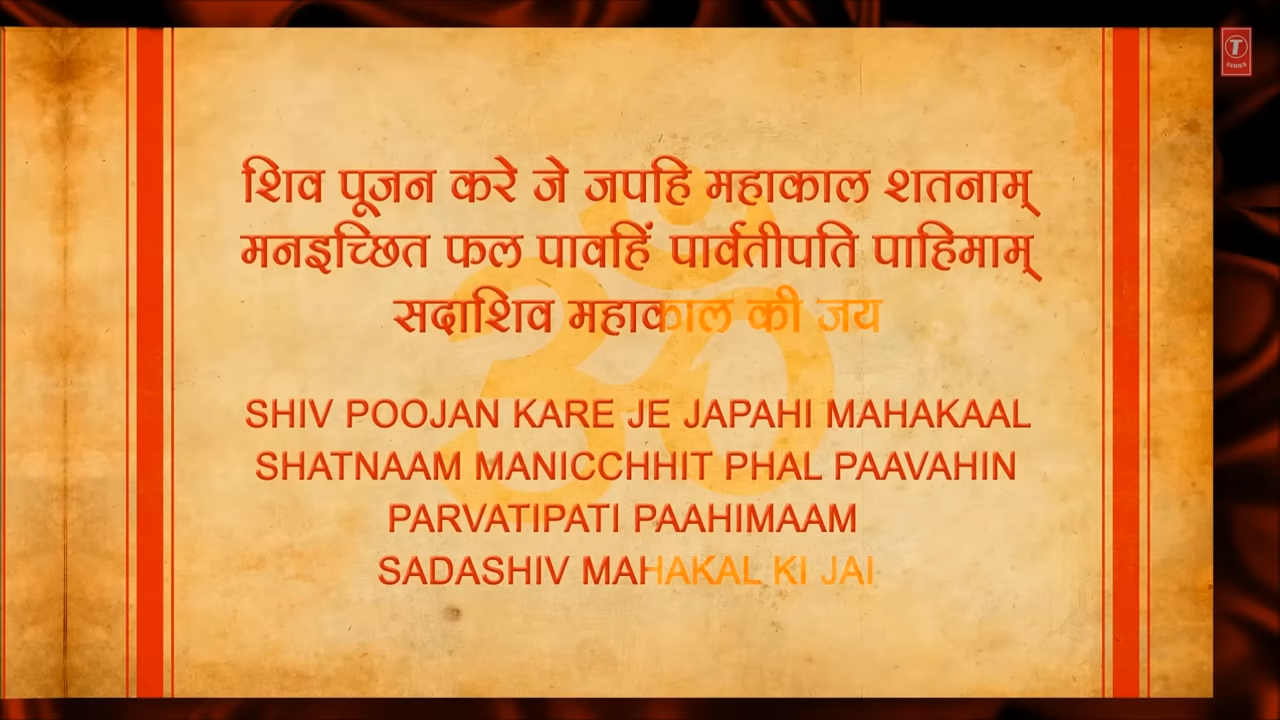 शिव पूजन करे जे जपहि महाकाल शतनाम्
मनइच्छित फल पावहिं पार्वतीपति पाहिमाम्
सदाशिव महाकाल की जय
SHIV POOJAN KARE JE JAPAHI MAHAKAAL
SHATNAAM MANICCHHIT PHAL PAAVAHIN
PARVATIPATI PAAHIMAAM
SADASHIV MAHAKAL KI JAI
T
SERIES
ॐ